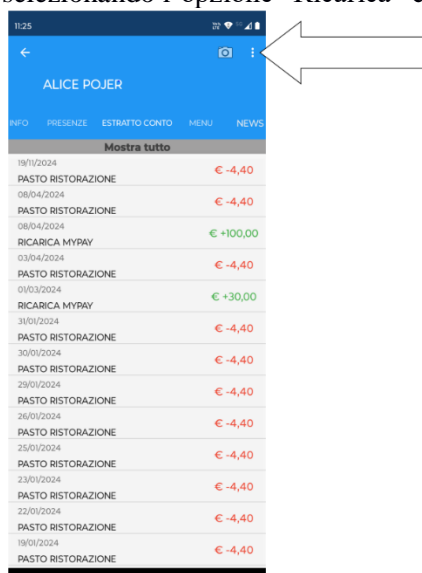 selezionando l'opzione "Ricarica"
11:25
ALICE POJER
INFO PRESENZE ESTRATTO CONTO MENU NEWS
Mostra tutto
19/11/2024
PASTO RISTORAZIONE € -4,40
08/04/2024
PASTO RISTORAZIONE € -4,40
08/04/2024
RICARICA MYPAY € +100,00
03/04/2024
PASTO RISTORAZIONE € -4,40
01/03/2024
RICARICA MYPAY € +30,00
31/01/2024
PASTO RISTORAZIONE € -4,40
30/01/2024
PASTO RISTORAZIONE € -4,40
29/01/2024
PASTO RISTORAZIONE € -4,40
26/01/2024
PASTO RISTORAZIONE € -4,40
25/01/2024
PASTO RISTORAZIONE € -4,40
23/01/2024
PASTO RISTORAZIONE € -4,40
22/01/2024
PASTO RISTORAZIONE € -4,40
19/01/2024
PASTO RISTORAZIONE € -4,40